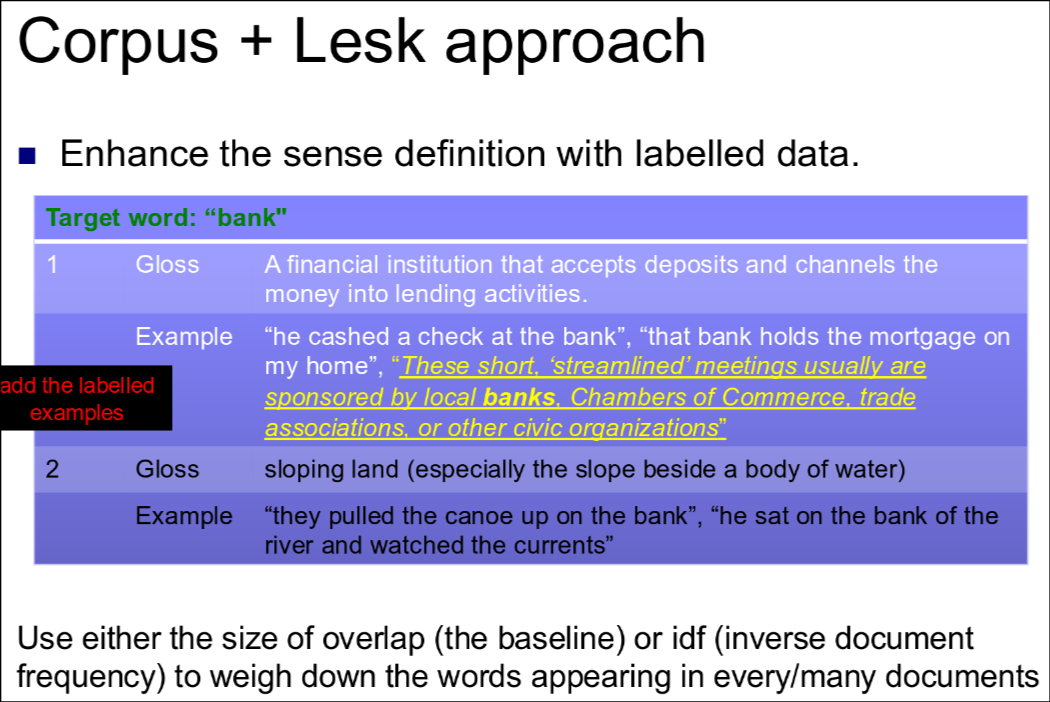 Corpus + Lesk approach
Enhance the sense definition with labelled data.
Target word: “bank"
1 Gloss A financial institution that accepts deposits and channels the
money into lending activities.
Example “he cashed a check at the bank”, “that bank holds the mortgage on
my home”, “These short, ‘streamlined’ meetings usually are
sponsored by local banks, Chambers of Commerce, trade
associations, or other civic organizations”
add the labelled
examples
2 Gloss sloping land (especially the slope beside a body of water)
Example “they pulled the canoe up on the bank”, “he sat on the bank of the
river and watched the currents”
Use either the size of overlap (the baseline) or idf (inverse document
frequency) to weigh down the words appearing in every/many documents